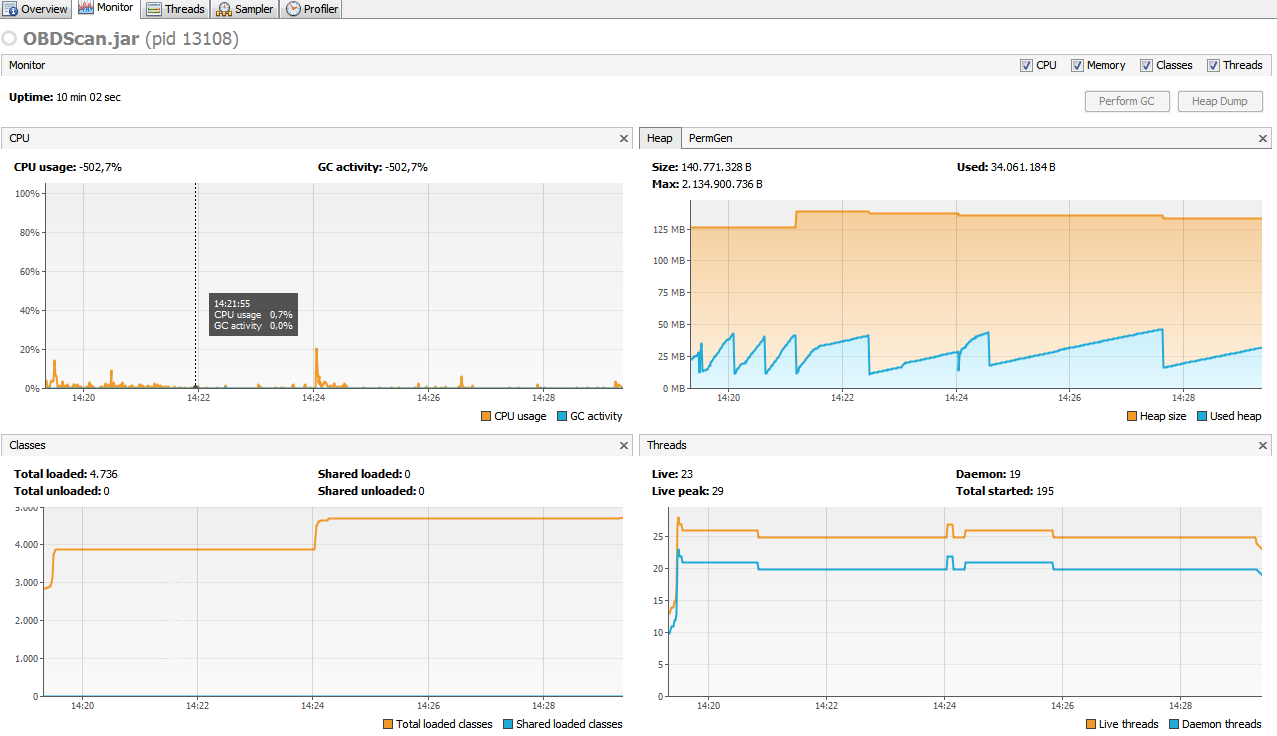 Overview Monitor Threads Sampler Profiler
OBDScan.jar (pid 13108)
Monitor
CPU Memory Classes Threads
Uptime: 10 min 02 sec
Perform GC Heap Dump
CPU
CPU usage: -502,7% GC activity: -502,7%
100%
80%
60%
40%
20%
0%
14:21:55
CPU usage 0,7%
GC activity 0,0%
14:20 14:22 14:24 14:26 14:28
CPU usage GC activity
Heap PermGen
Size: 140.771.328 B Used: 34.061.184 B
Max: 2.134.900.736 B
125 MB
100 MB
75 MB
50 MB
25 MB
0 MB
14:20 14:22 14:24 14:26 14:28
Heap size Used heap
Classes
Total loaded: 4.736 Shared loaded: 0
Total unloaded: 0 Shared unloaded: 0
5.000
4.000
3.000
2.000
1.000
0
14:20 14:22 14:24 14:26 14:28
Total loaded classes Shared loaded classes
Threads
Live: 23 Daemon: 19
Live peak: 29 Total started: 195
25
20
15
10
5
0
14:20 14:22 14:24 14:26 14:28
Live threads Daemon threads